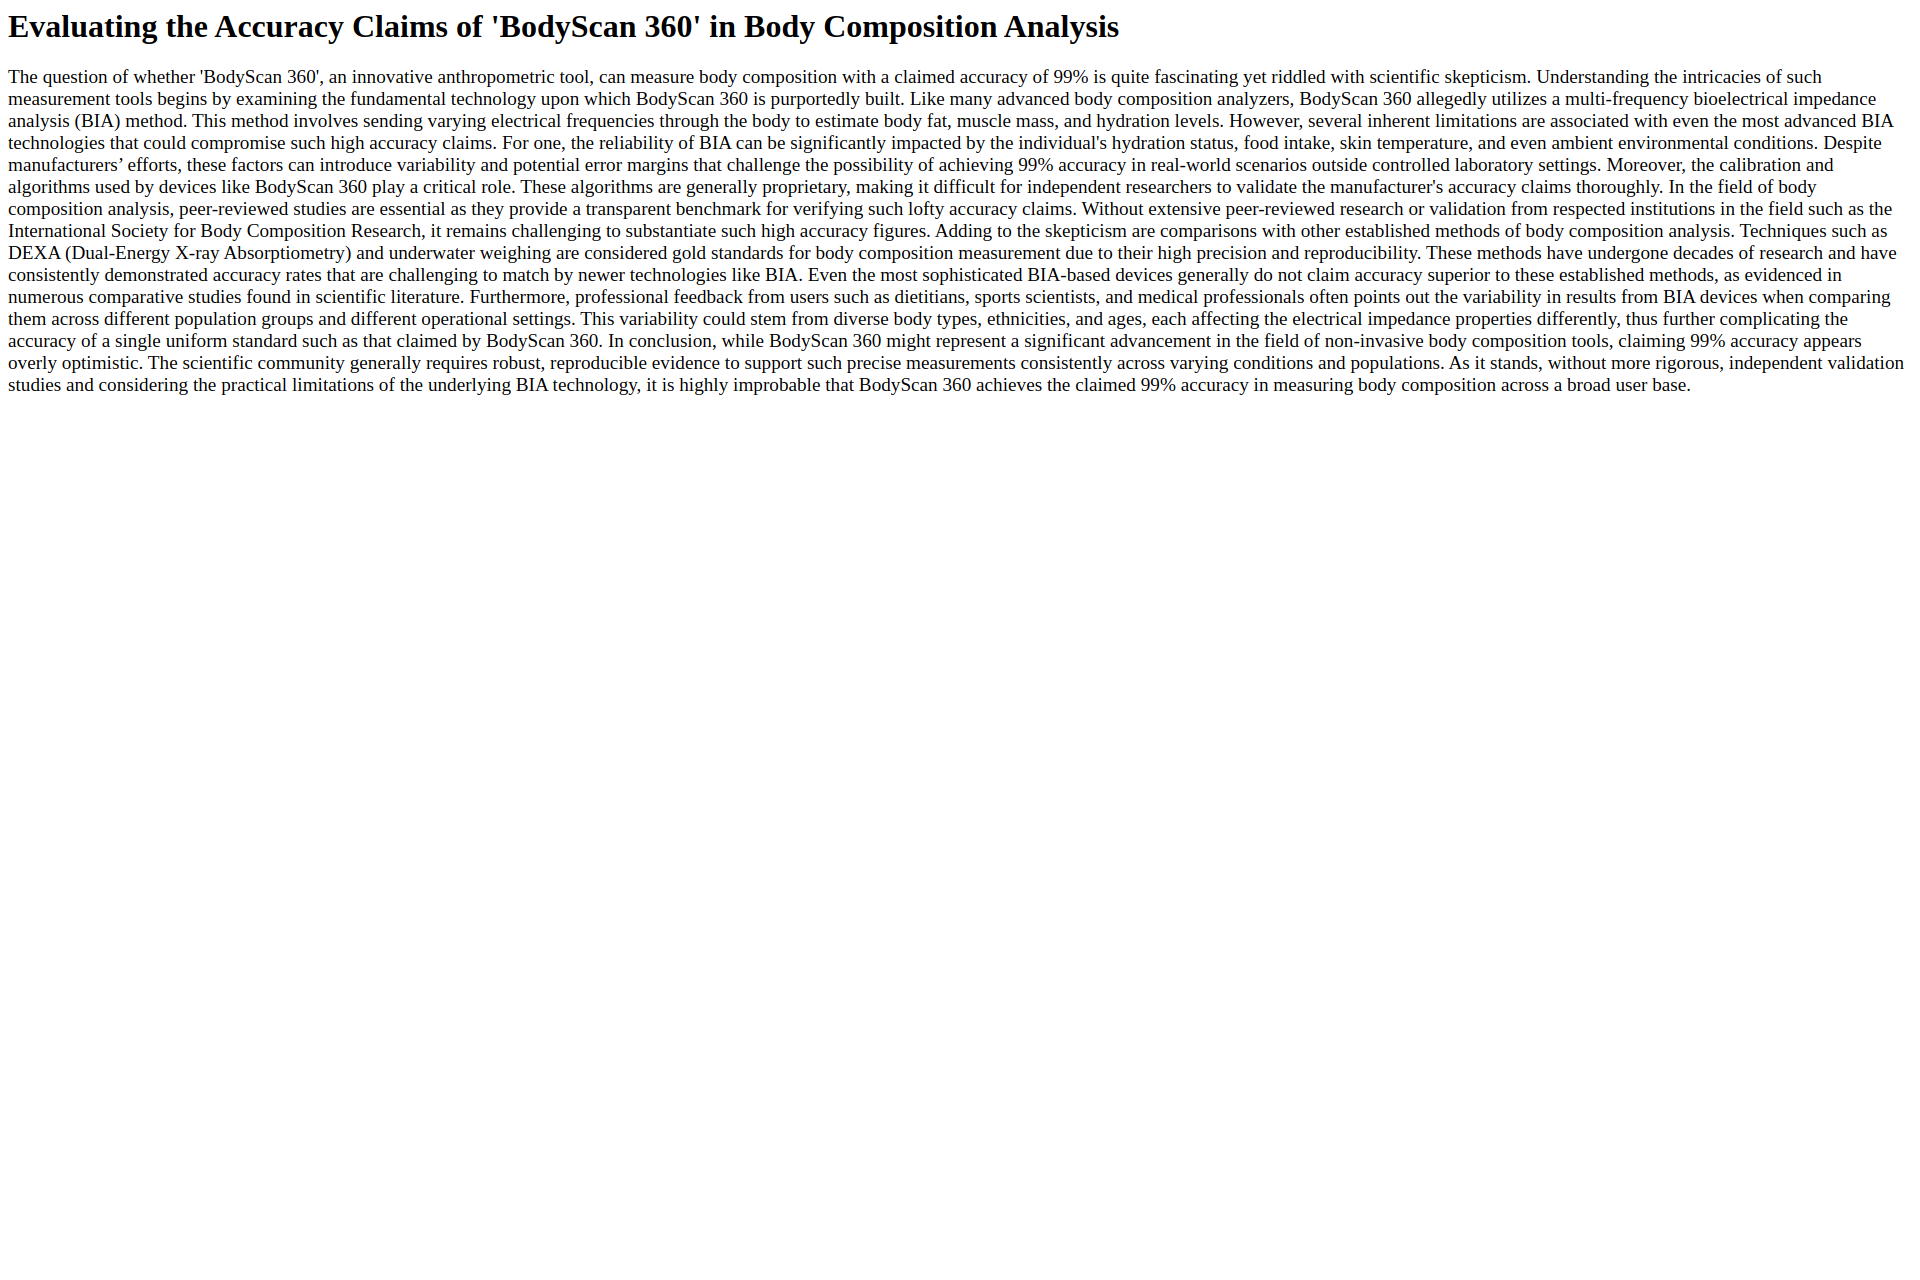 Evaluating the Accuracy Claims of 'BodyScan 360' in Body Composition Analysis
The question of whether 'BodyScan 360', an innovative anthropometric tool, can measure body composition with a claimed accuracy of 99% is quite fascinating yet riddled with scientific skepticism. Understanding the intricacies of such
measurement tools begins by examining the fundamental technology upon which BodyScan 360 is purportedly built. Like many advanced body composition analyzers, BodyScan 360 allegedly utilizes a multi-frequency bioelectrical impedance
analysis (BIA) method. This method involves sending varying electrical frequencies through the body to estimate body fat, muscle mass, and hydration levels. However, several inherent limitations are associated with even the most advanced BIA
technologies that could compromise such high accuracy claims. For one, the reliability of BIA can be significantly impacted by the individual's hydration status, food intake, skin temperature, and even ambient environmental conditions. Despite
manufacturers’ efforts, these factors can introduce variability and potential error margins that challenge the possibility of achieving 99% accuracy in real-world scenarios outside controlled laboratory settings. Moreover, the calibration and
algorithms used by devices like BodyScan 360 play a critical role. These algorithms are generally proprietary, making it difficult for independent researchers to validate the manufacturer's accuracy claims thoroughly. In the field of body
composition analysis, peer-reviewed studies are essential as they provide a transparent benchmark for verifying such lofty accuracy claims. Without extensive peer-reviewed research or validation from respected institutions in the field such as the
International Society for Body Composition Research, it remains challenging to substantiate such high accuracy figures. Adding to the skepticism are comparisons with other established methods of body composition analysis. Techniques such as
DEXA (Dual-Energy X-ray Absorptiometry) and underwater weighing are considered gold standards for body composition measurement due to their high precision and reproducibility. These methods have undergone decades of research and have
consistently demonstrated accuracy rates that are challenging to match by newer technologies like BIA. Even the most sophisticated BIA-based devices generally do not claim accuracy superior to these established methods, as evidenced in
numerous comparative studies found in scientific literature. Furthermore, professional feedback from users such as dietitians, sports scientists, and medical professionals often points out the variability in results from BIA devices when comparing
them across different population groups and different operational settings. This variability could stem from diverse body types, ethnicities, and ages, each affecting the electrical impedance properties differently, thus further complicating the
accuracy of a single uniform standard such as that claimed by BodyScan 360. In conclusion, while BodyScan 360 might represent a significant advancement in the field of non-invasive body composition tools, claiming 99% accuracy appears
overly optimistic. The scientific community generally requires robust, reproducible evidence to support such precise measurements consistently across varying conditions and populations. As it stands, without more rigorous, independent validation
studies and considering the practical limitations of the underlying BIA technology, it is highly improbable that BodyScan 360 achieves the claimed 99% accuracy in measuring body composition across a broad user base.